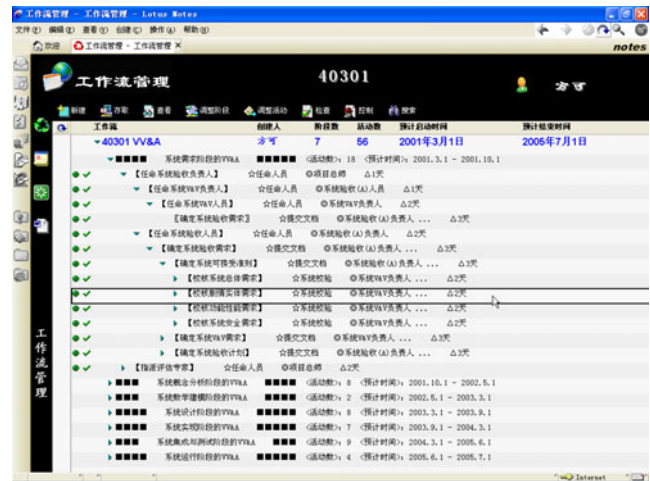 工作流管理 - 工作流管理 - Lotus Notes
文件(F) 编辑(E) 查看(V) 创建(C) 操作(A) 帮助(H)
欢迎 工作流管理 - 工作流管理 ×
notes
工作流管理 40301 方可
新建 存取 查看 调整阶段 调整活动 检查 控制 搜索
工作流 创建人 阶段数 活动数 预计启动时间 预计结束时间
40301 VV&A 方可 7 56 2001年3月1日 2005年7月1日
系统需求阶段的VV&A <活动数>: 18 <预计时间>: 2001.3.1 - 2001.10.1
【任命系统验收负责人】 ☆任命人员 ◎项目总师 △1天
【任命系统V&V负责人】 ☆任命人员 ◎系统验收(A)人员 △1天
【任命系统V&V人员】 ☆任命人员 ◎系统V&V负责人 △2天
【确定系统验收需求】 ☆提交文档 ◎系统验收(A)负责人 ... △3天
【任命系统验收人员】 ☆任命人员 ◎系统验收(A)负责人 △2天
【确定系统验收需求】 ☆提交文档 ◎系统验收(A)负责人 ... △3天
【确定系统可接受准则】 ☆提交文档 ◎系统验收(A)负责人 ... △3天
【校核系统总体需求】 ☆系统校验 ◎系统V&V负责人 ... △2天
【校核剧情实体需求】 ☆系统校验 ◎系统V&V负责人 ... △2天
【校核功能性能需求】 ☆系统校验 ◎系统V&V负责人 ... △2天
【校核系统安全需求】 ☆系统校验 ◎系统V&V负责人 ... △2天
【确定系统V&V需求】 ☆提交文档 ◎系统V&V负责人 ... △3天
【确定系统验收计划】 ☆提交文档 ◎系统验收(A)负责人 ... △3天
【指派评估专家】 ☆任命人员 ◎项目总师 △2天
系统概念分析阶段的VV&A <活动数>: 8 <预计时间>: 2001.10.1 - 2002.5.1
系统数学建模阶段的VV&A <活动数>: 2 <预计时间>: 2002.5.1 - 2003.3.1
系统设计阶段的VV&A <活动数>: 8 <预计时间>: 2003.3.1 - 2003.9.1
系统实现阶段的VV&A <活动数>: 7 <预计时间>: 2003.9.1 - 2004.3.1
系统集成与测试阶段的VV&A <活动数>: 9 <预计时间>: 2004.3.1 - 2005.6.1
系统运行阶段的VV&A <活动数>: 4 <预计时间>: 2005.6.1 - 2005.7.1
工作流管理
Internet